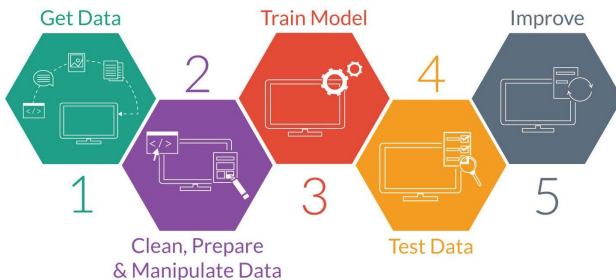 Get Data
1
2
Clean, Prepare
& Manipulate Data
Train Model
3
4
Test Data
Improve
5
</>
</>